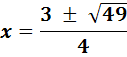 x = (3 ± √49) / 4